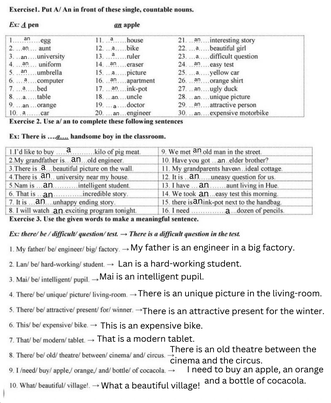 Exercise1. Put A/ An in front of these single, countable nouns.
Ex: A pen an apple
1. an egg 11. a house 21. an interesting story
2. an aunt 12. a bike 22. a beautiful girl
3. an university 13. a ruler 23. a difficult question
4. uniform 14. an eraser 24. an easy test
5. an umbrella 15. a picture 25. a yellow car
6. a computer 16. an apartment 26. an orange shirt
7. a bed 17. an ink-pot 27. an ugly duck
8. a table 18. an uncle 28. an unique picture
9. an orange 19. a doctor 29. an attractive person
10. a car 20. an engineer 30. an expensive motorbike
Exercise 2. Use a/ an to complete these following sentences
Ex: There is ....a..... handsome boy in the classroom.
1.I'd like to buy a kilo of pig meat. 9. We met an old man in the street.
2.My grandfather is an old engineer 10. Have you got an elder brother?
3.There is a beautiful picture on the wall. 11. My grandparents have ideal cottage.
4.There is an university near my house. 12. It is an uneasy question for us.
5 Nam is an intelligent student 13. I have an aunt living in Hue
6. That is an incredible story. 14. We took an easy test this morning.
7. It is an unhappy ending story. 15. there is an ink-pot next to the handbag.
8. I will watch an exciting program tonight. 16. I need a dozen of pencils.
Exercise 3. Use the given words to make a meaningful sentence.
Ex: there/ be / difficult/ question/ test. → There is a difficult question in the test.
1. My father/ be/ engineer/ big/ factory. → My father is an engineer in a big factory.
2. Lan/ be/ hard-working/ student. → Lan is a hard-working student.
3. Mai/ be/ intelligent/ pupil. → Mai is an intelligent pupil.
4. There/ be/ unique/ picture/ living-room. → There is an unique picture in the living-room.
5. There/ be/ attractive/ present/ for/ winner. → There is an attractive present for the winner.
6. This/ be/ expensive/ bike. → This is an expensive bike.
7. That/ be/ modern/ tablet. → That is a modern tablet.
8. There/ be/ old/ theatre/ between/ cinema/ and/ circus. → There is an old theatre between the
cinema and the circus.
9. I /need/ buy/ apple,/ orange,/ and/ bottle/ of cocacola. → I need to buy an apple, an orange
and a bottle of cocacola.
10. What/ beautiful/ village!. → What a beautiful village!